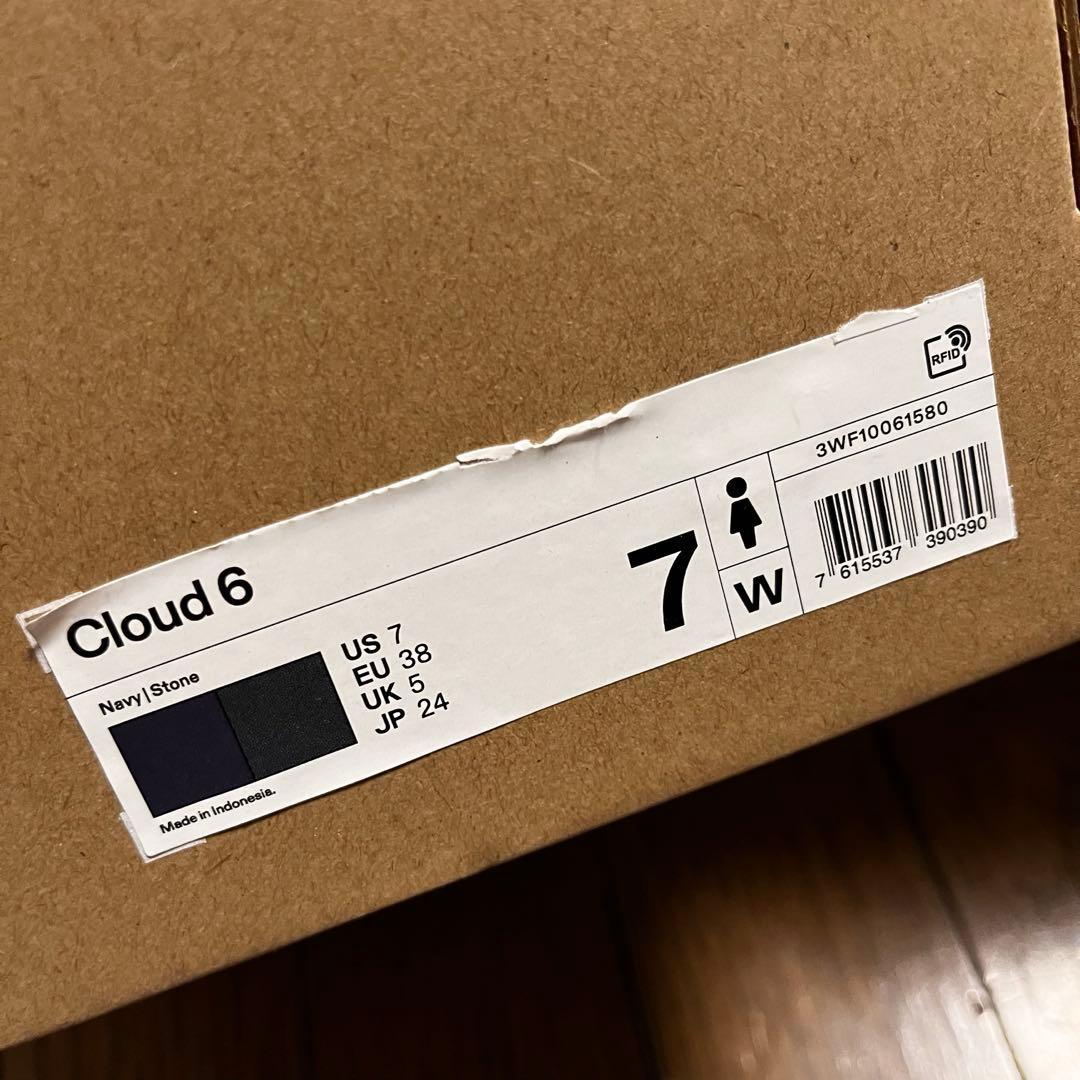 RFID
3WF10061580
Cloud 6
Navy|Stone
Made in Indonesia.
US 7
EU 38
UK 5
JP 24
7
W
7 615537 390390